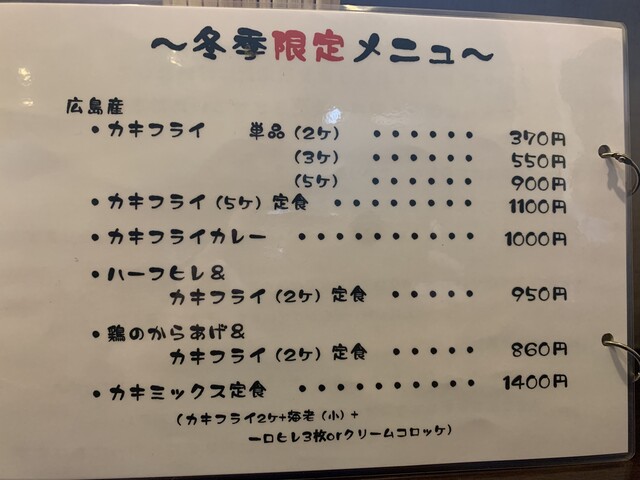 ～冬季限定メニュー～
広島産
・カキフライ 単品(2ケ) ・・・・・・ 370円
(3ケ) ・・・・・・ 550円
(5ケ) ・・・・・・ 900円
・カキフライ(5ケ)定食 ・・・・・・・・ 1100円
・カキフライカレー ・・・・・・・・・・ 1000円
・ハーフヒレ&
カキフライ(2ケ)定食 ・・・・・ 950円
・鶏のからあげ&
カキフライ(2ケ)定食 ・・・・・ 860円
・カキミックス定食 ・・・・・・・・・・ 1400円
(カキフライ2ケ+海老(小)+
一口ヒレ3枚orクリームコロッケ)